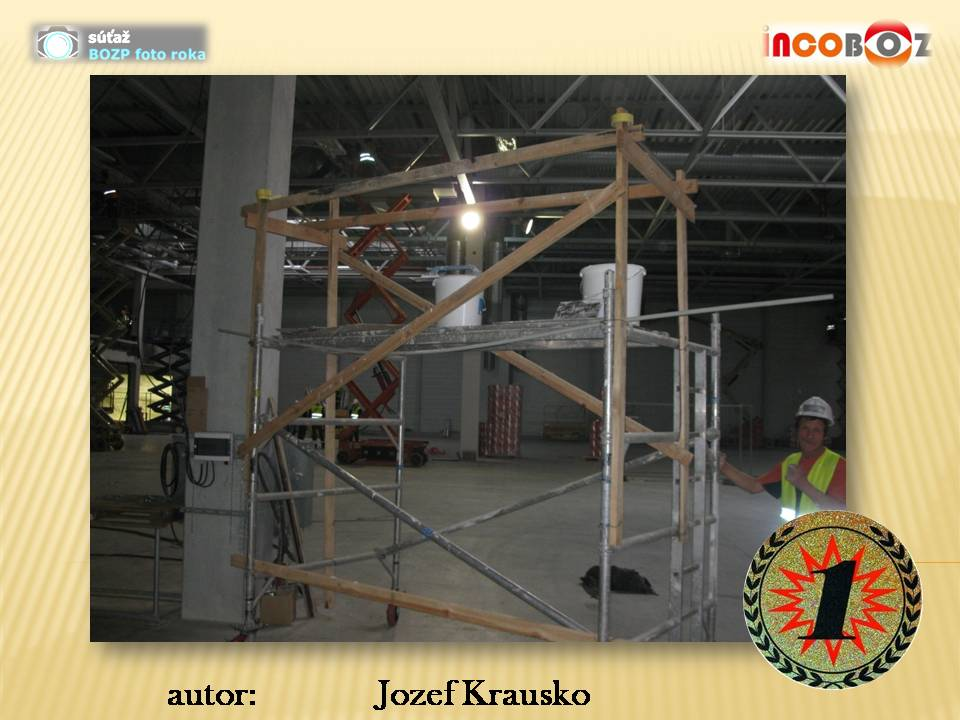 súťaž
BOZP foto roka
incoboz
1
autor: Jozef Krausko